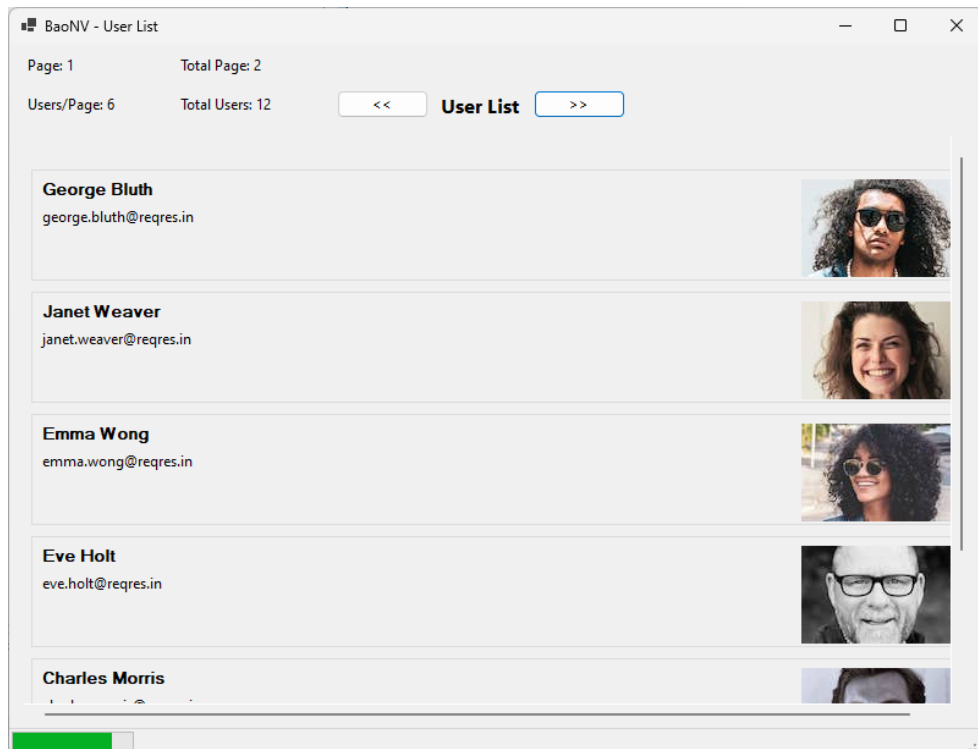 BaoNV - User List
Page: 1 Total Page: 2
Users/Page: 6 Total Users: 12 << User List >>
George Bluth
george.bluth@reqres.in
Janet Weaver
janet.weaver@reqres.in
Emma Wong
emma.wong@reqres.in
Eve Holt
eve.holt@reqres.in
Charles Morris